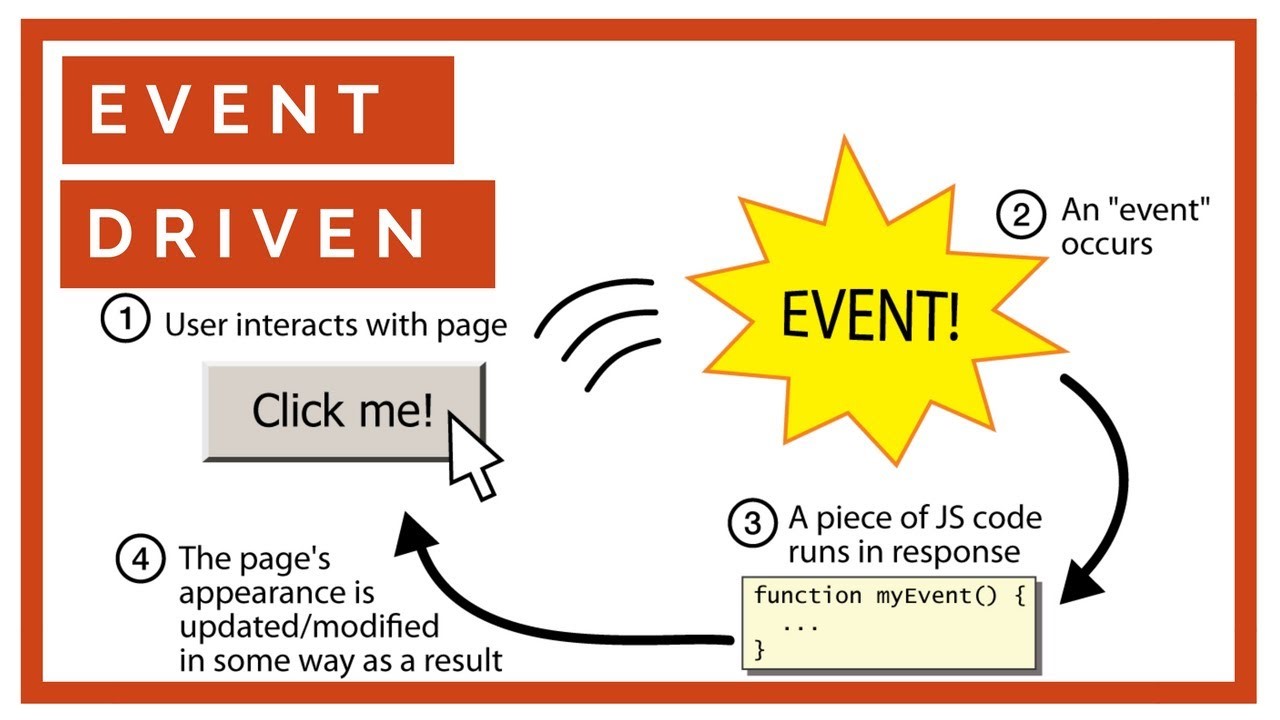 EVENT
DRIVEN
1 User interacts with page
Click me!
EVENT!
2 An "event"
occurs
3 A piece of JS code
runs in response
function myEvent() {
...
}
4 The page's
appearance is
updated/modified
in some way as a result